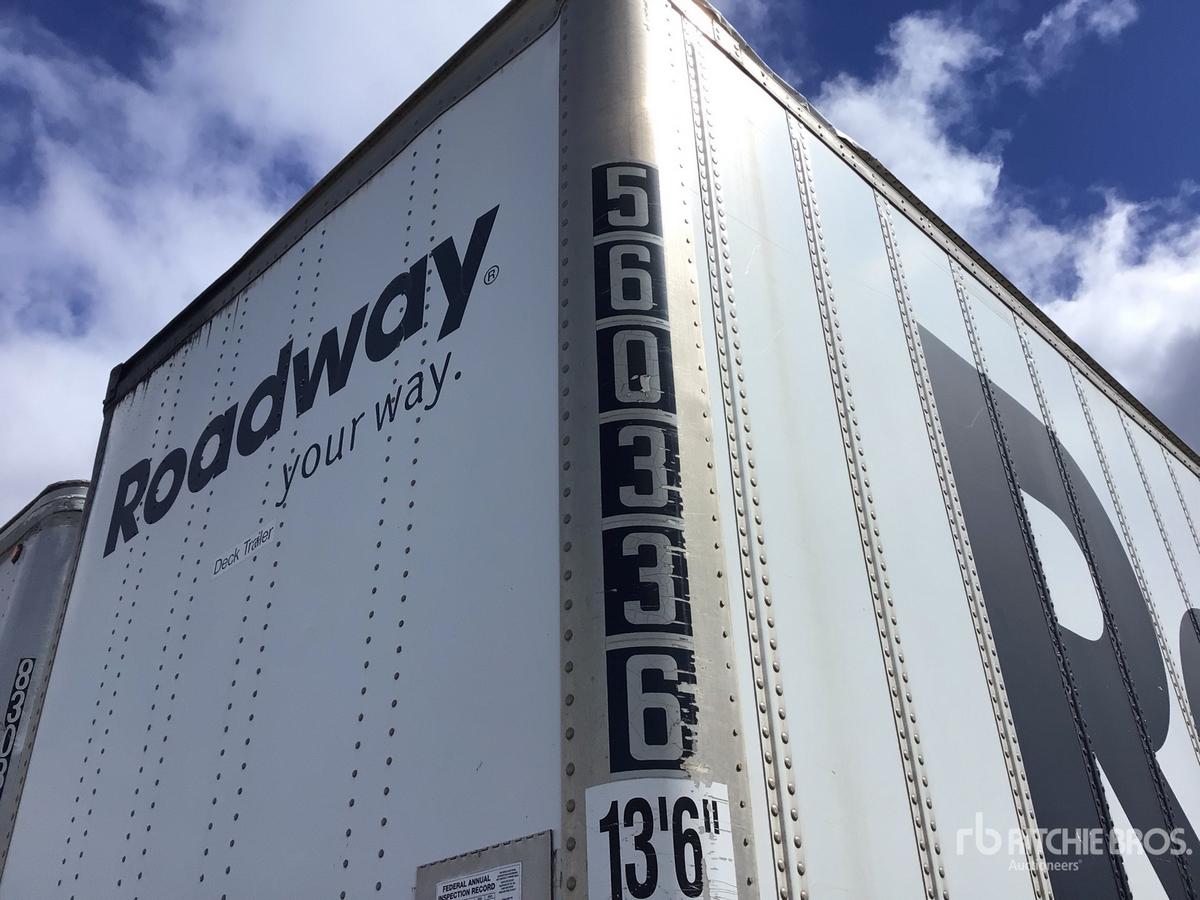 Roadway®
your way.
Deck Trailer
5
6
0
3
3
6
13'6"
FEDERAL ANNUAL
INSPECTION RECORD
R
8308
rb RITCHIE BROS.
Auctioneers®